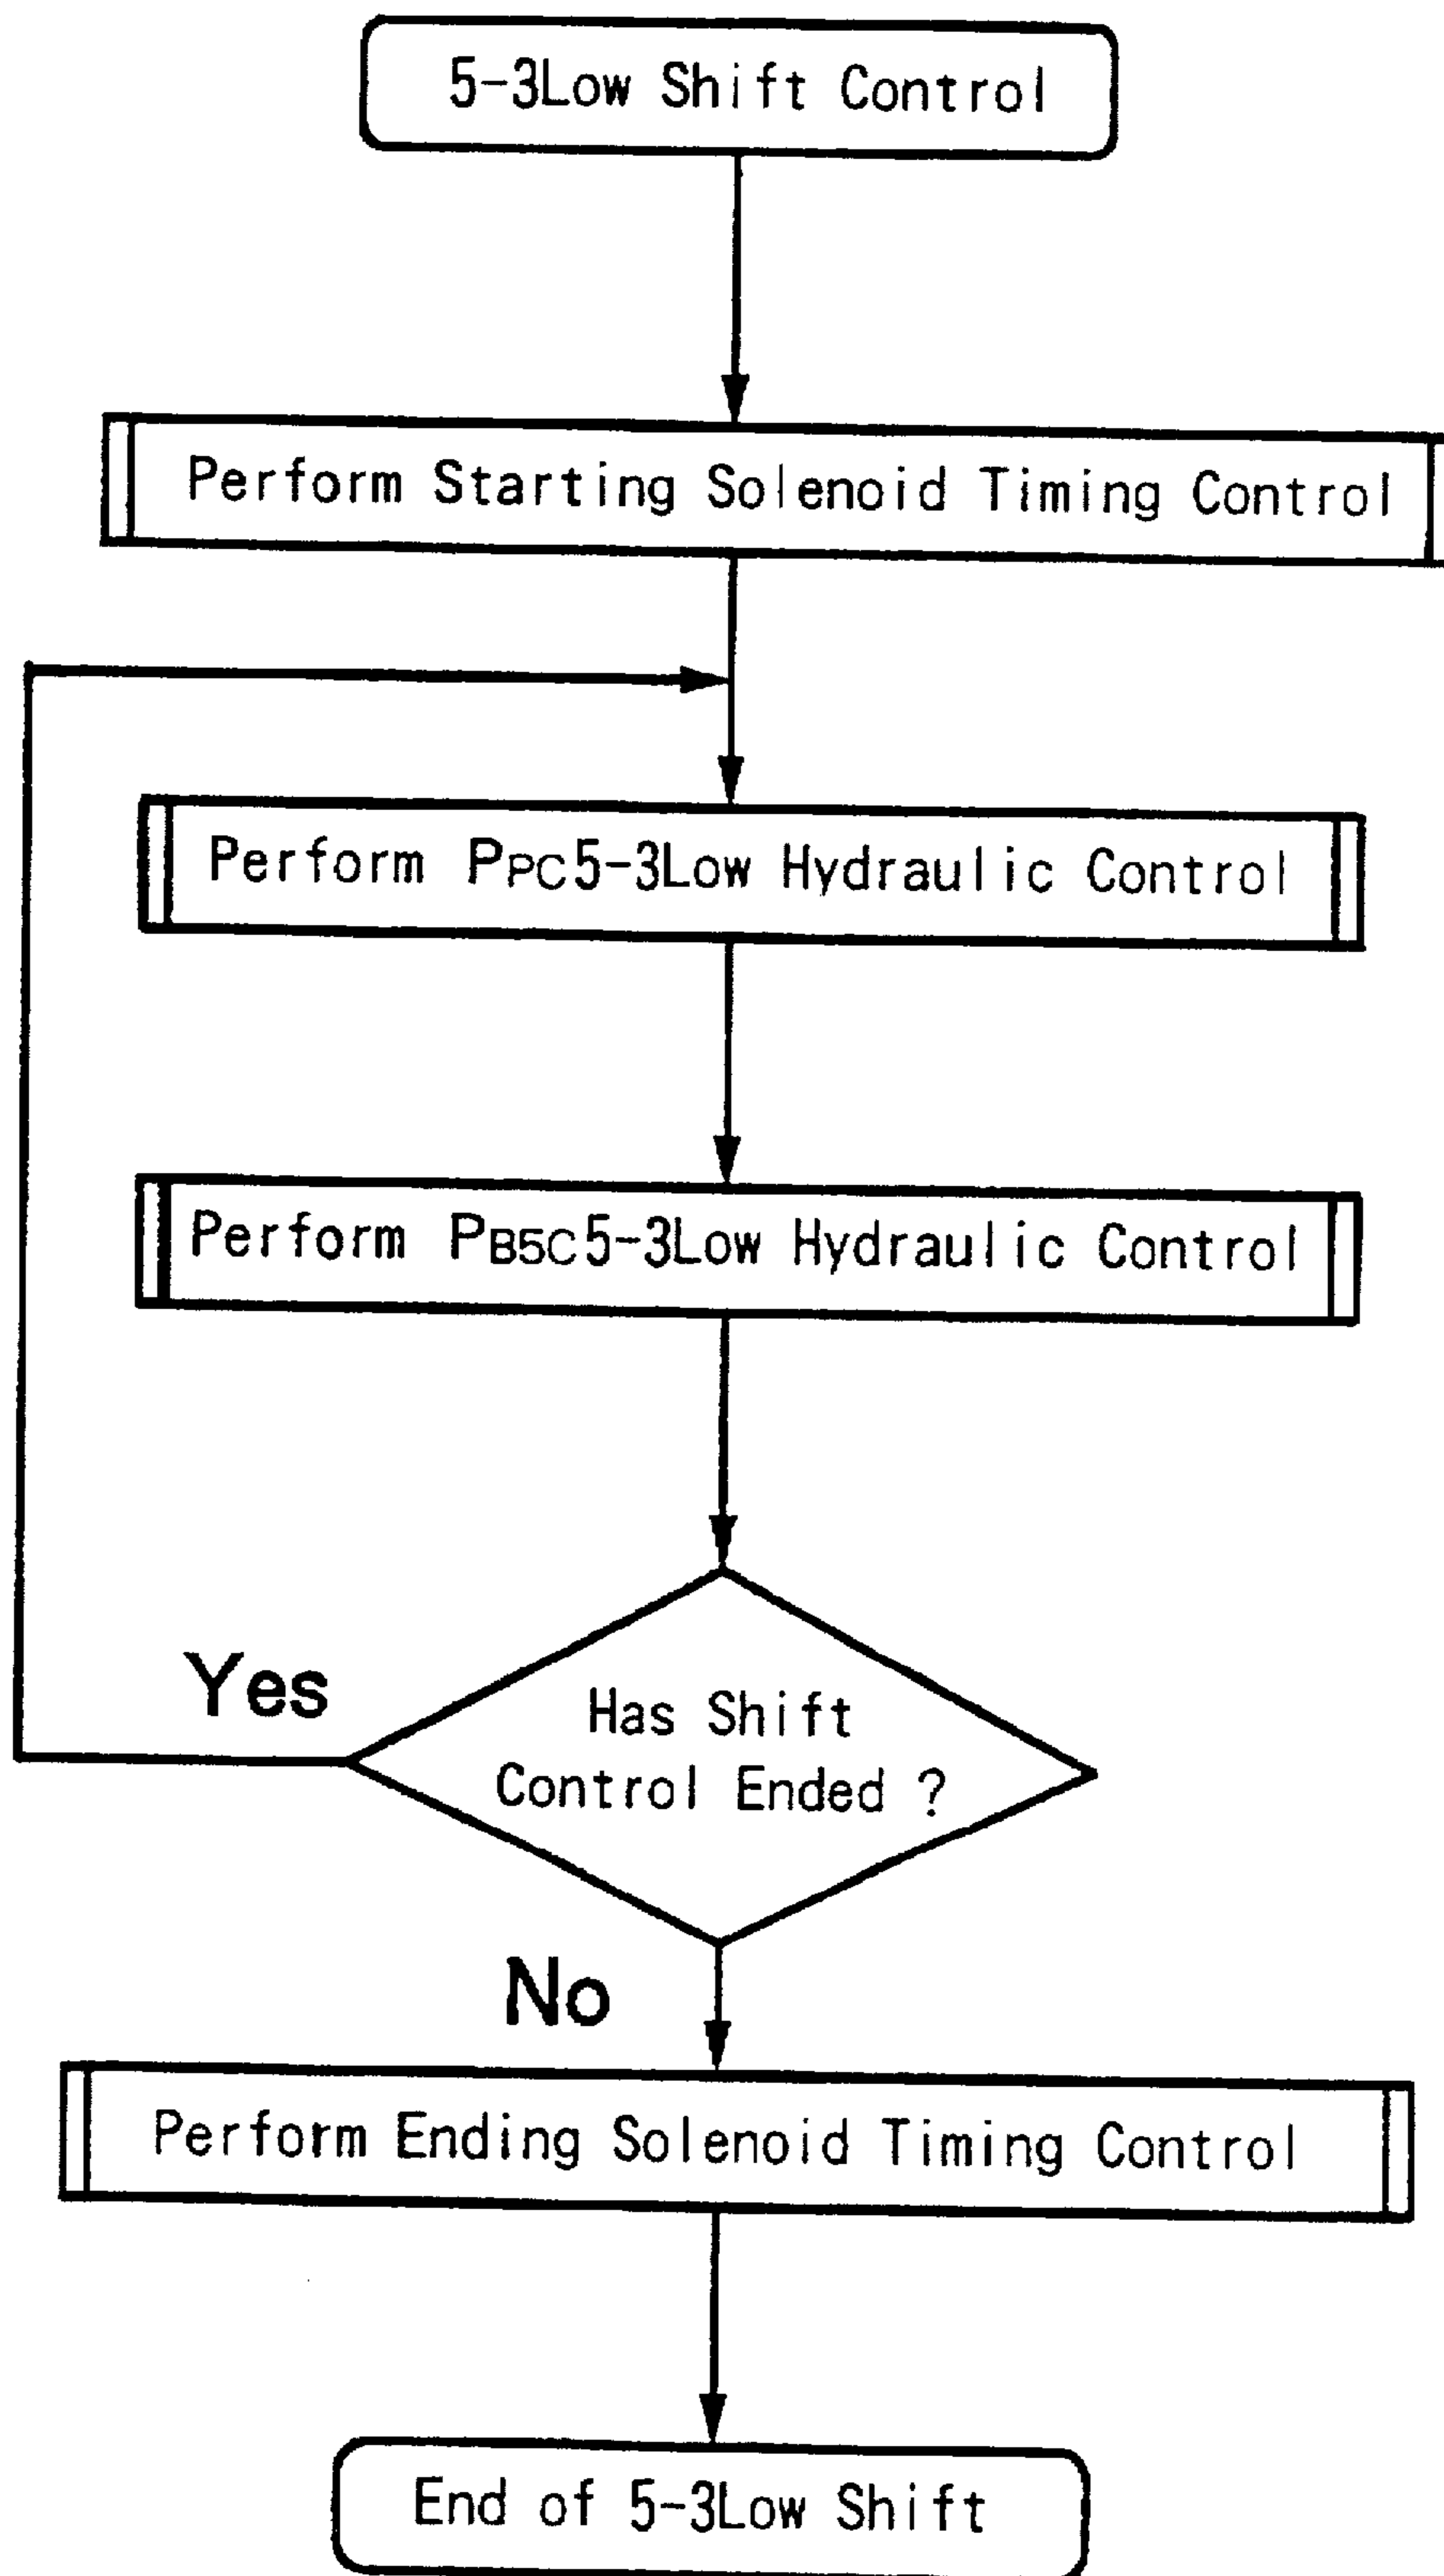 5-3Low Shift Control
Perform Starting Solenoid Timing Control
Perform PPC5-3Low Hydraulic Control
Perform PB5C5-3Low Hydraulic Control
Yes
Has Shift
Control Ended ?
No
Perform Ending Solenoid Timing Control
End of 5-3Low Shift